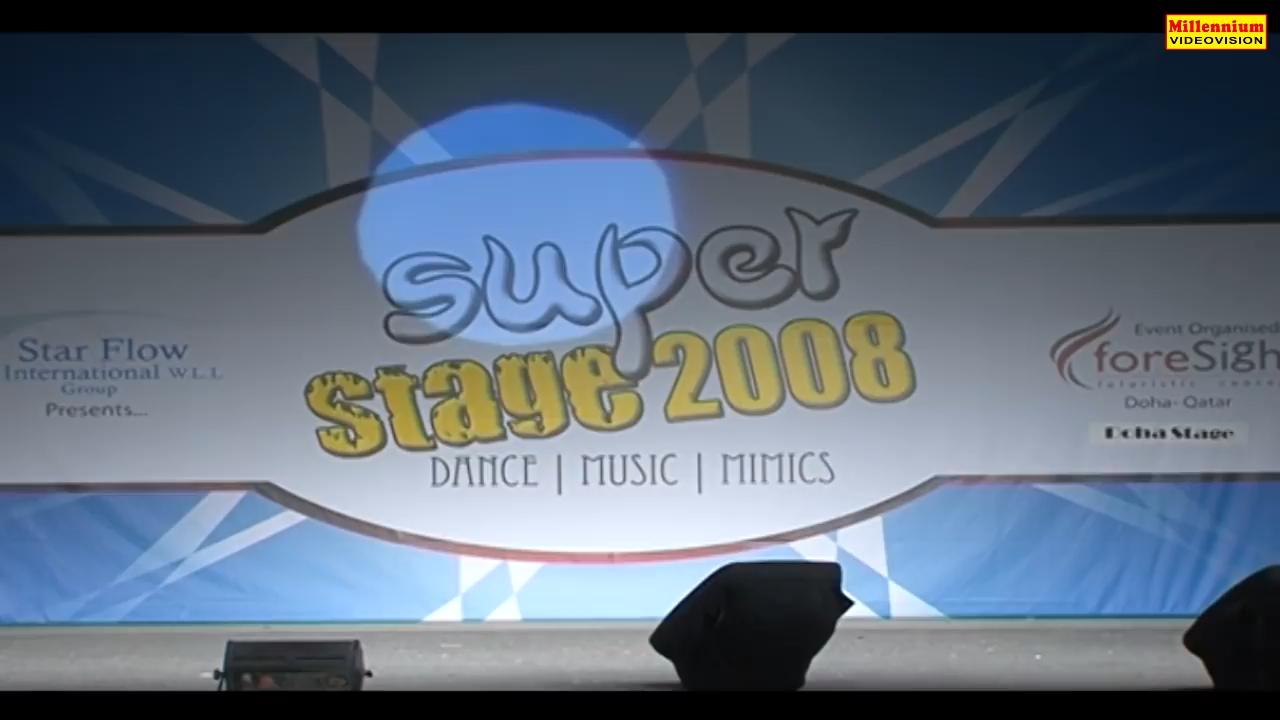 Millennium
VIDEOVISION
super
Stage 2008
DANCE | MUSIC | MIMICS
Star Flow
International W.L.L
Group
Presents...
Event Organised
foreSigh
futuristic
Doha- Qatar
Doha Stage